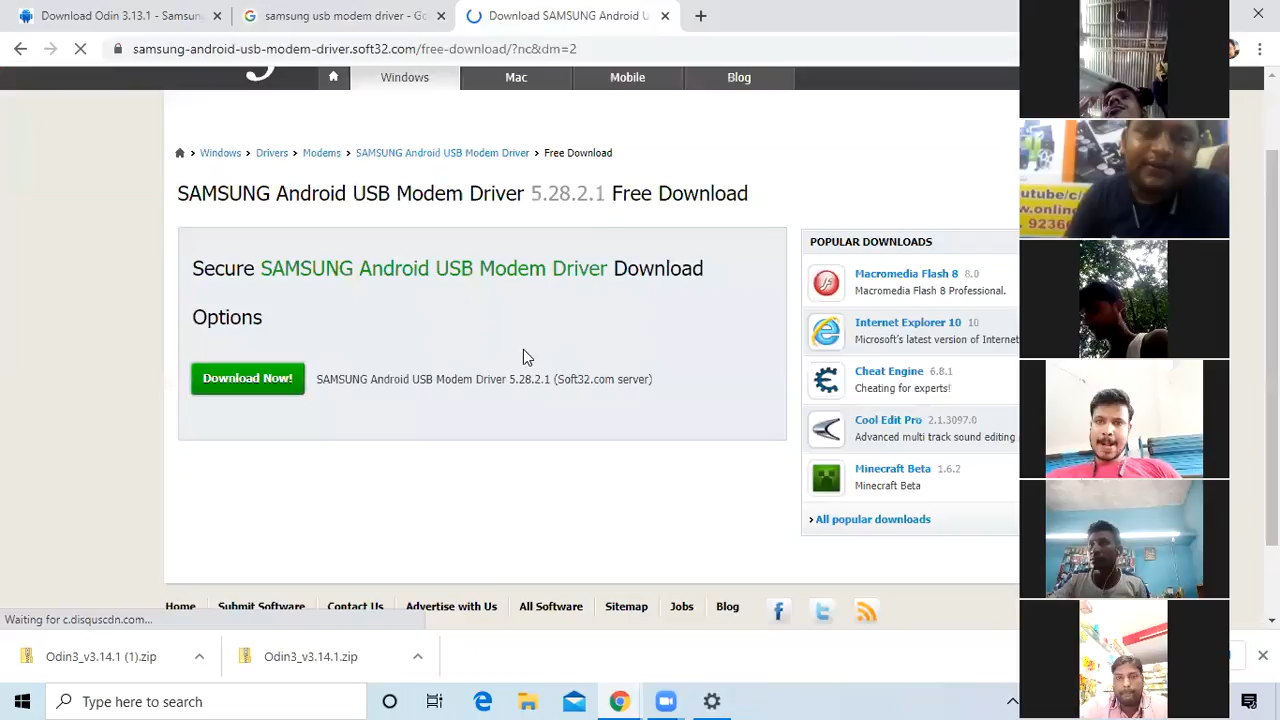 Download Odin 3.13.1 - Samsung
samsung usb modem driver - Go
Download SAMSUNG Android U
samsung-android-usb-modem-driver.soft32.com/free-download/?nc&dm=2
Windows
Mac
Mobile
Blog
Windows
Drivers
Modems
SAMSUNG Android USB Modem Driver
Free Download
SAMSUNG Android USB Modem Driver 5.28.2.1 Free Download
Secure SAMSUNG Android USB Modem Driver Download
Options
Download Now!
SAMSUNG Android USB Modem Driver 5.28.2.1 (Soft32.com server)
POPULAR DOWNLOADS
Macromedia Flash 8 8.0
Macromedia Flash 8 Professional.
Internet Explorer 10 10
Microsoft's latest version of Internet
Cheat Engine 6.8.1
Cheating for experts!
Cool Edit Pro 2.1.3097.0
Advanced multi track sound editing
Minecraft Beta 1.6.2
Minecraft Beta
All popular downloads
Home
Submit Software
Contact Us
Advertise with Us
All Software
Sitemap
Jobs
Blog
Waiting for c.disquscdn.com...
Odin3_v3.14.1 (1).zip
Odin3_v3.14.1.zip
Type here to search
utube/c/
w.online
. 9236